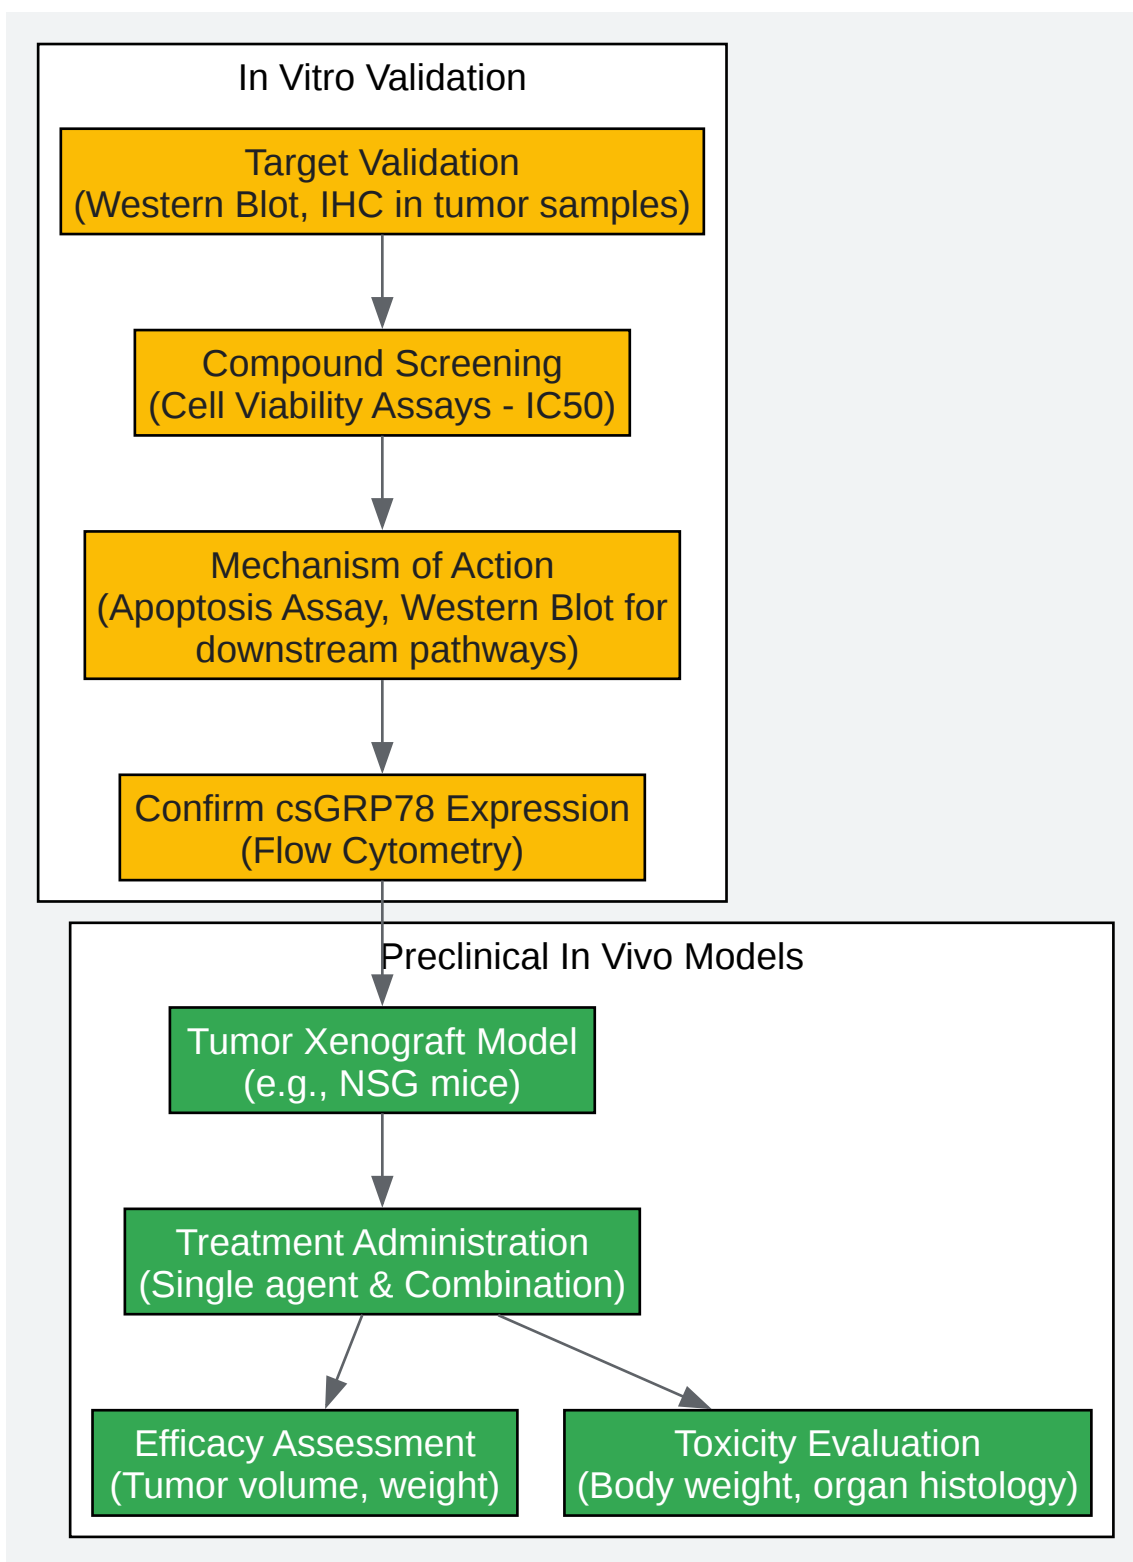 In Vitro Validation
Target Validation
(Western Blot, IHC in tumor samples)
Compound Screening
(Cell Viability Assays - IC50)
Mechanism of Action
(Apoptosis Assay, Western Blot for
downstream pathways)
Confirm csGRP78 Expression
(Flow Cytometry)
Preclinical In Vivo Models
Tumor Xenograft Model
(e.g., NSG mice)
Treatment Administration
(Single agent & Combination)
Efficacy Assessment
(Tumor volume, weight)
Toxicity Evaluation
(Body weight, organ histology)